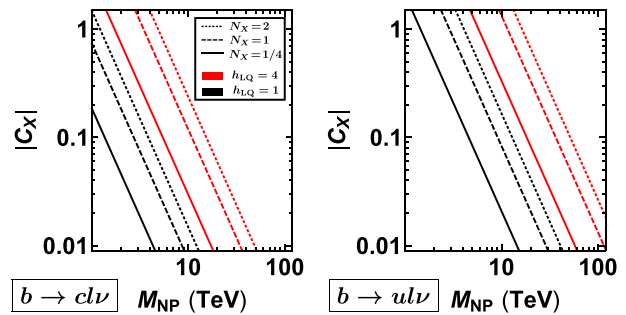 |C_X|
1
0.1
0.01
N_X=2
N_X=1
N_X=1/4
h_LQ = 4
h_LQ = 1
10
100
b → clν
M_NP (TeV)
|C_X|
1
0.1
0.01
10
100
b → ulν
M_NP (TeV)